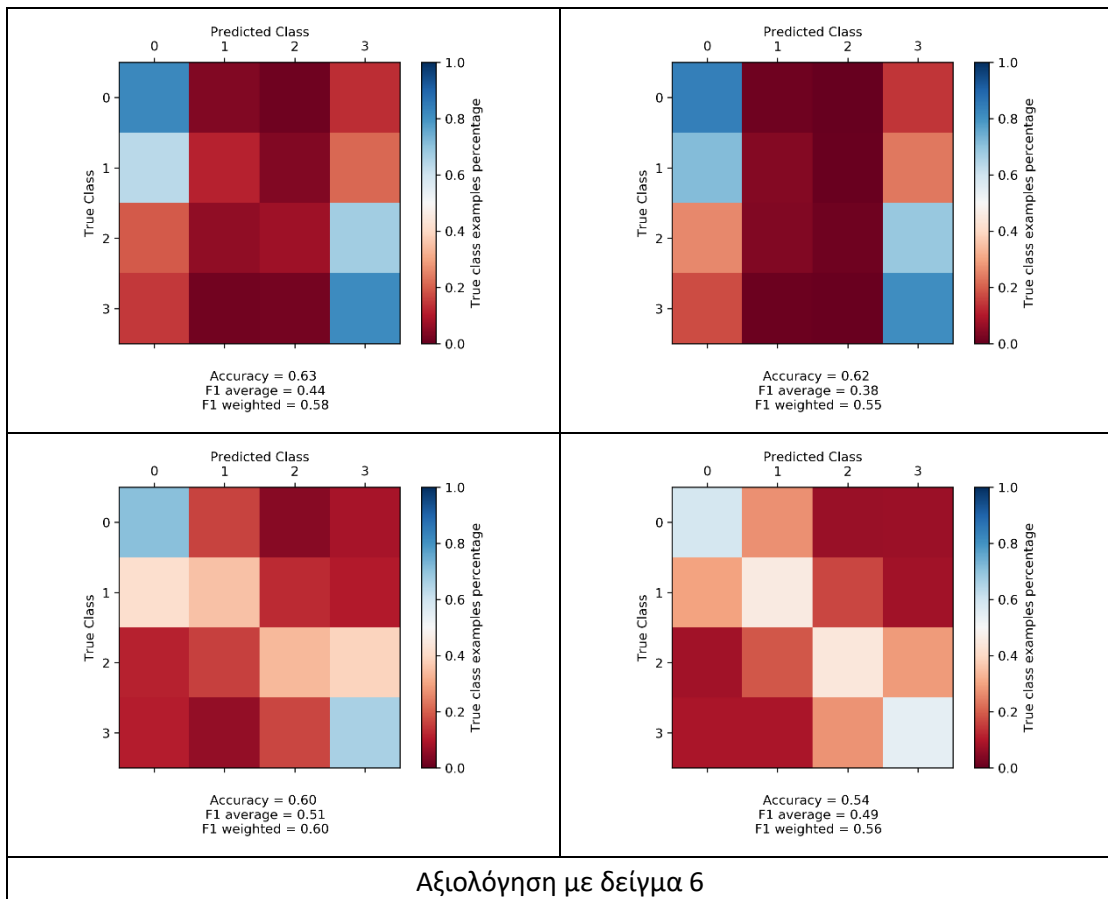 Predicted Class
0 1 2 3
True Class
0
1
2
3
1.0
0.8
0.6
0.4
0.2
0.0
True class examples percentage
Accuracy = 0.63
F1 average = 0.44
F1 weighted = 0.58
Predicted Class
0 1 2 3
True Class
0
1
2
3
1.0
0.8
0.6
0.4
0.2
0.0
True class examples percentage
Accuracy = 0.62
F1 average = 0.38
F1 weighted = 0.55
Predicted Class
0 1 2 3
True Class
0
1
2
3
1.0
0.8
0.6
0.4
0.2
0.0
True class examples percentage
Accuracy = 0.60
F1 average = 0.51
F1 weighted = 0.60
Predicted Class
0 1 2 3
True Class
0
1
2
3
1.0
0.8
0.6
0.4
0.2
0.0
True class examples percentage
Accuracy = 0.54
F1 average = 0.49
F1 weighted = 0.56
Αξιολόγηση με δείγμα 6